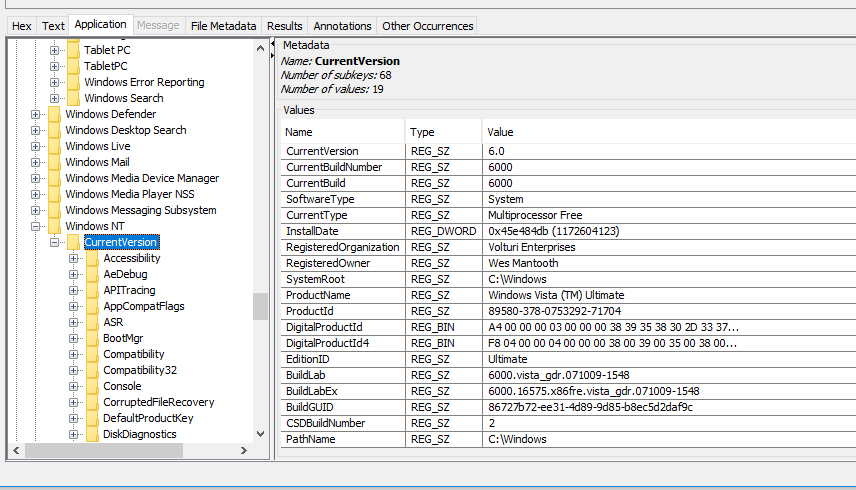 Hex Text Application Message File Metadata Results Annotations Other Occurrences
Tablet PC
TabletPC
Windows Error Reporting
Windows Search
Windows Defender
Windows Desktop Search
Windows Live
Windows Mail
Windows Media Device Manager
Windows Media Player NSS
Windows Messaging Subsystem
Windows NT
CurrentVersion
Accessibility
AeDebug
APITracing
AppCompatFlags
ASR
BootMgr
Compatibility
Compatibility32
Console
CorruptedFileRecovery
DefaultProductKey
DiskDiagnostics
Metadata
Name: CurrentVersion
Number of subkeys: 68
Number of values: 19
Values
Name Type Value
CurrentVersion REG_SZ 6.0
CurrentBuildNumber REG_SZ 6000
CurrentBuild REG_SZ 6000
SoftwareType REG_SZ System
CurrentType REG_SZ Multiprocessor Free
InstallDate REG_DWORD 0x45e484db (1172604123)
RegisteredOrganization REG_SZ Volturi Enterprises
RegisteredOwner REG_SZ Wes Mantooth
SystemRoot REG_SZ C:\Windows
ProductName REG_SZ Windows Vista (TM) Ultimate
ProductId REG_SZ 89580-378-0753292-71704
DigitalProductId REG_BIN A4 00 00 00 03 00 00 00 38 39 35 38 30 2D 33 37...
DigitalProductId4 REG_BIN F8 04 00 00 04 00 00 00 38 00 39 00 35 00 38 00...
EditionID REG_SZ Ultimate
BuildLab REG_SZ 6000.vista_gdr.071009-1548
BuildLabEx REG_SZ 6000.16575.x86fre.vista_gdr.071009-1548
BuildGUID REG_SZ 86727b72-ee31-4d89-9d85-b8ec5d2daf9c
CSDBuildNumber REG_SZ 2
PathName REG_SZ C:\Windows